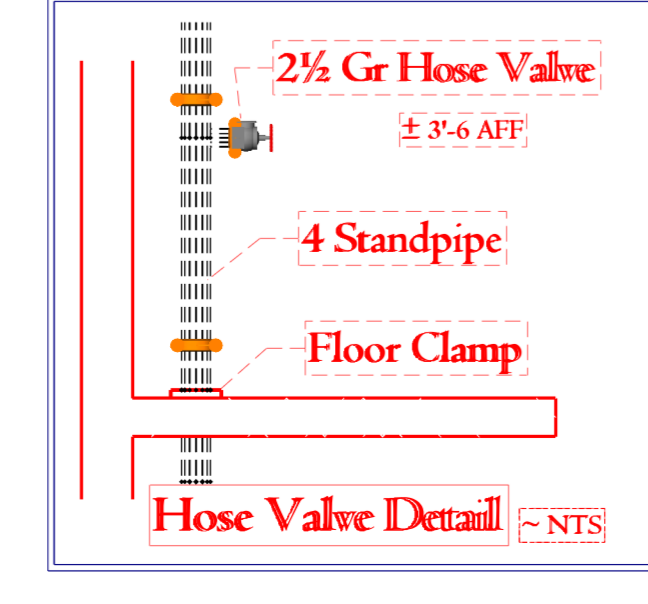 2½ Gr Hose Valve
± 3'-6 AFF
4 Standpipe
Floor Clamp
Hose Valve Detail
~ NTS